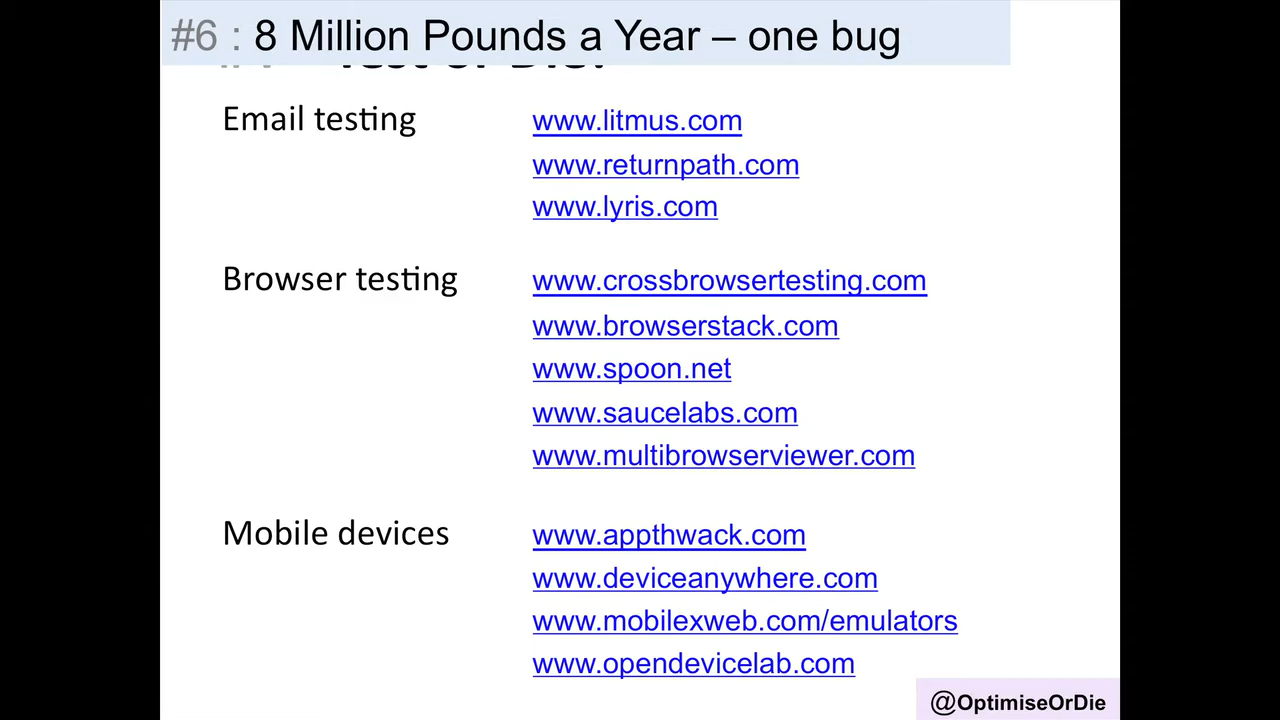 #6 : 8 Million Pounds a Year – one bug
Email testing www.litmus.com
www.returnpath.com
www.lyris.com
Browser testing www.crossbrowsertesting.com
www.browserstack.com
www.spoon.net
www.saucelabs.com
www.multibrowserviewer.com
Mobile devices www.appthwack.com
www.deviceanywhere.com
www.mobilexweb.com/emulators
www.opendevicelab.com
@OptimiseOrDie